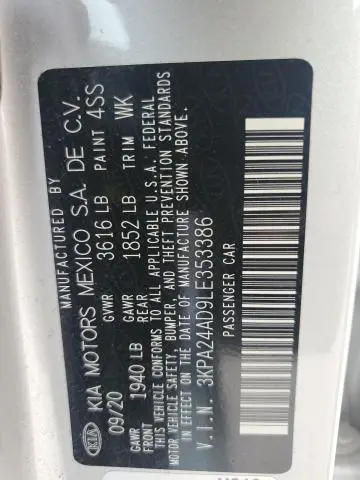 MANUFACTURED BY
KIA KIA MOTORS MEXICO S.A. DE C.V.
09/20 GVWR 3616 LB PAINT 4SS
GAWR FRONT 1940 LB GAWR REAR 1852 LB TRIM WK
THIS VEHICLE CONFORMS TO ALL APPLICABLE U.S.A. FEDERAL
MOTOR VEHICLE SAFETY, BUMPER, AND THEFT PREVENTION STANDARDS
IN EFFECT ON THE DATE OF MANUFACTURE SHOWN ABOVE.
V.I.N. 3KPA24AD9LE353386
PASSENGER CAR